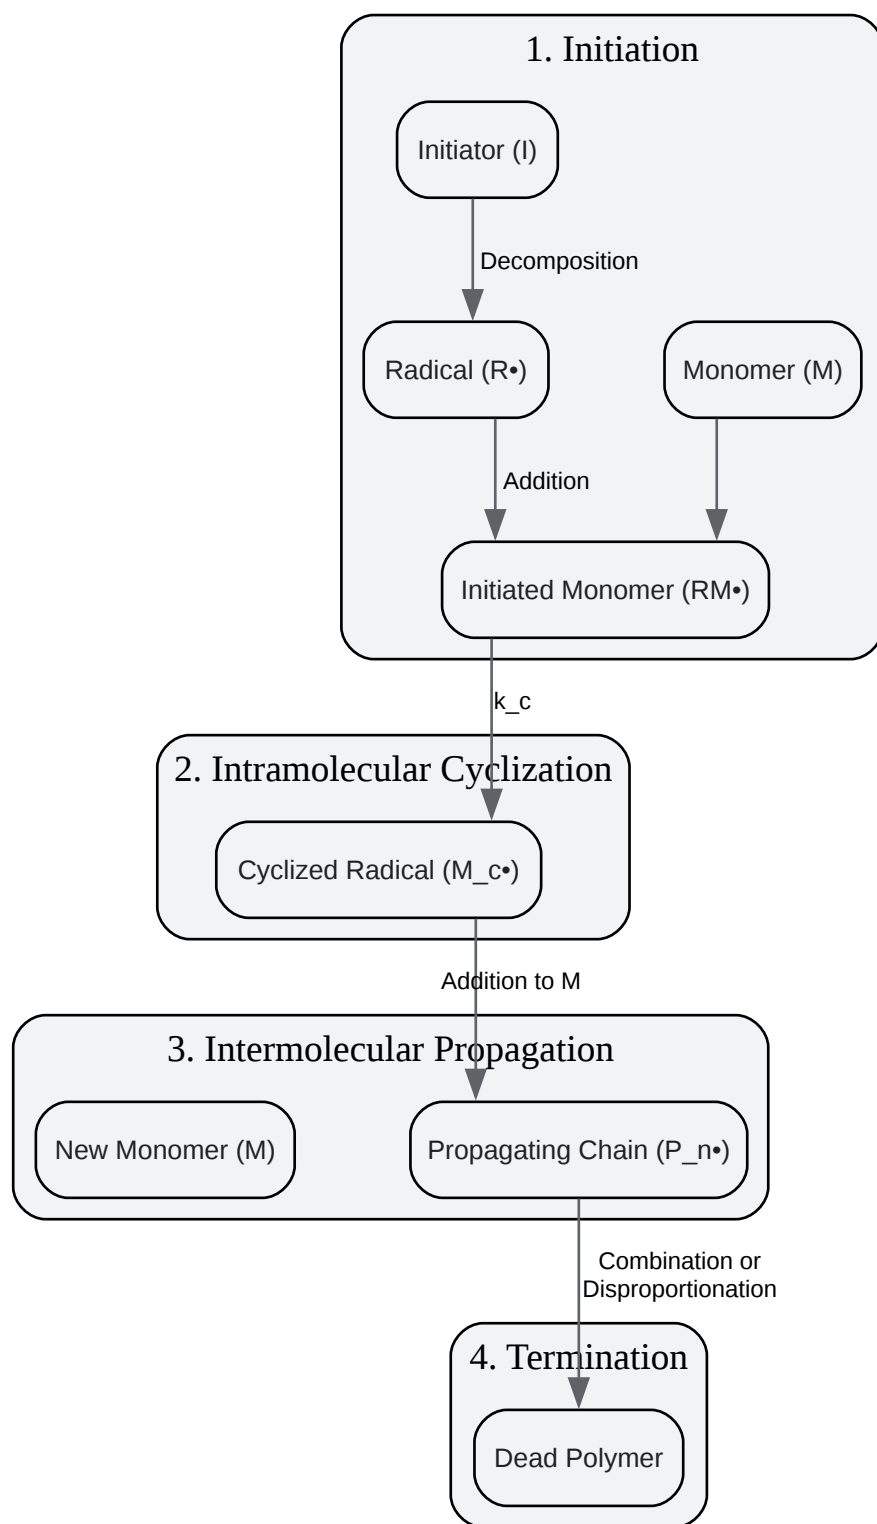 1. Initiation
Initiator (I)
Decomposition
Radical (R•)
Monomer (M)
Addition
Initiated Monomer (RM•)
k_c
2. Intramolecular Cyclization
Cyclized Radical (M_c•)
Addition to M
3. Intermolecular Propagation
New Monomer (M)
Propagating Chain (P_n•)
Combination or
Disproportionation
4. Termination
Dead Polymer